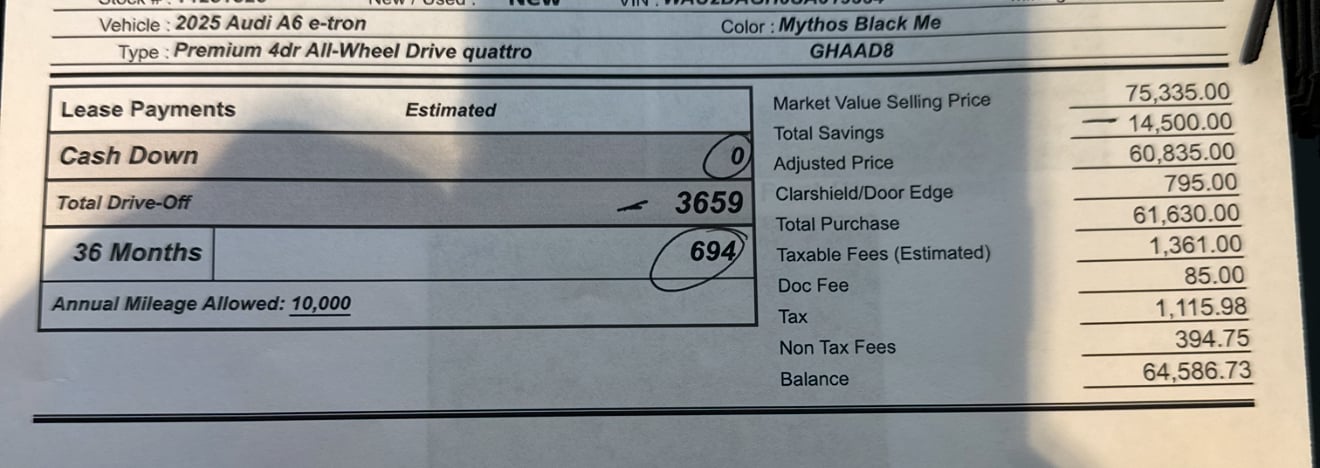 New / Used : NEW VIN :
Vehicle : 2025 Audi A6 e-tron Color : Mythos Black Me
Type : Premium 4dr All-Wheel Drive quattro GHAAD8
Lease Payments Estimated
Cash Down 0
Total Drive-Off 3659
36 Months 694
Annual Mileage Allowed: 10,000
Market Value Selling Price 75,335.00
Total Savings — 14,500.00
Adjusted Price 60,835.00
Clarshield/Door Edge 795.00
Total Purchase 61,630.00
Taxable Fees (Estimated) 1,361.00
Doc Fee 85.00
Tax 1,115.98
Non Tax Fees 394.75
Balance 64,586.73